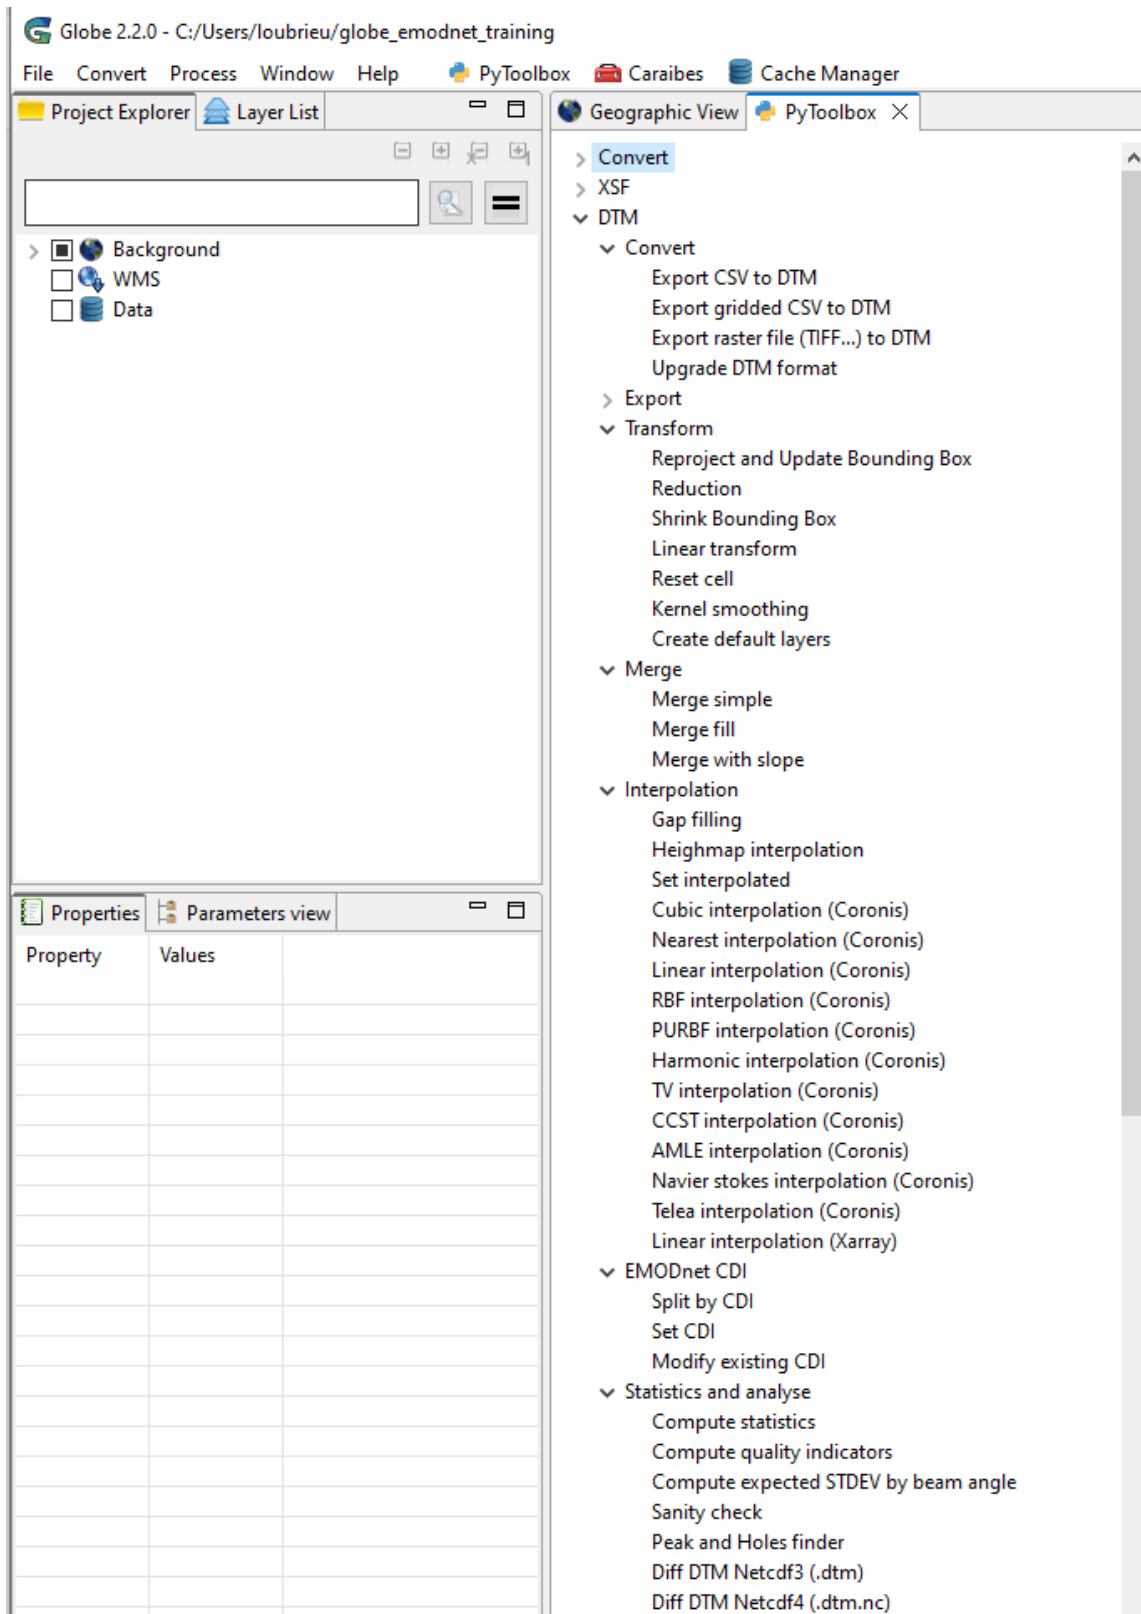 Globe 2.2.0 - C:/Users/loubrieu/globe_emodnet_training
File Convert Process Window Help PyToolbox Caraibes Cache Manager
Project Explorer Layer List
Background
WMS
Data
Properties Parameters view
Property Values
Geographic View PyToolbox
Convert
XSF
DTM
Convert
Export CSV to DTM
Export gridded CSV to DTM
Export raster file (TIFF...) to DTM
Upgrade DTM format
Export
Transform
Reproject and Update Bounding Box
Reduction
Shrink Bounding Box
Linear transform
Reset cell
Kernel smoothing
Create default layers
Merge
Merge simple
Merge fill
Merge with slope
Interpolation
Gap filling
Heighmap interpolation
Set interpolated
Cubic interpolation (Coronis)
Nearest interpolation (Coronis)
Linear interpolation (Coronis)
RBF interpolation (Coronis)
PURBF interpolation (Coronis)
Harmonic interpolation (Coronis)
TV interpolation (Coronis)
CCST interpolation (Coronis)
AMLE interpolation (Coronis)
Navier stokes interpolation (Coronis)
Telea interpolation (Coronis)
Linear interpolation (Xarray)
EMODnet CDI
Split by CDI
Set CDI
Modify existing CDI
Statistics and analyse
Compute statistics
Compute quality indicators
Compute expected STDEV by beam angle
Sanity check
Peak and Holes finder
Diff DTM Netcdf3 (.dtm)
Diff DTM Netcdf4 (.dtm.nc)